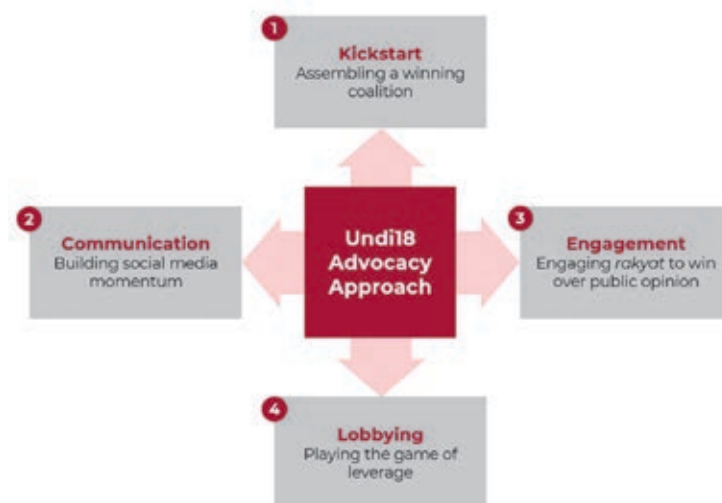 1
Kickstart
Assembling a winning
coalition
2
Communication
Building social media
momentum
Undi18
Advocacy
Approach
3
Engagement
Engaging rakyat to win
over public opinion
4
Lobbying
Playing the game of
leverage